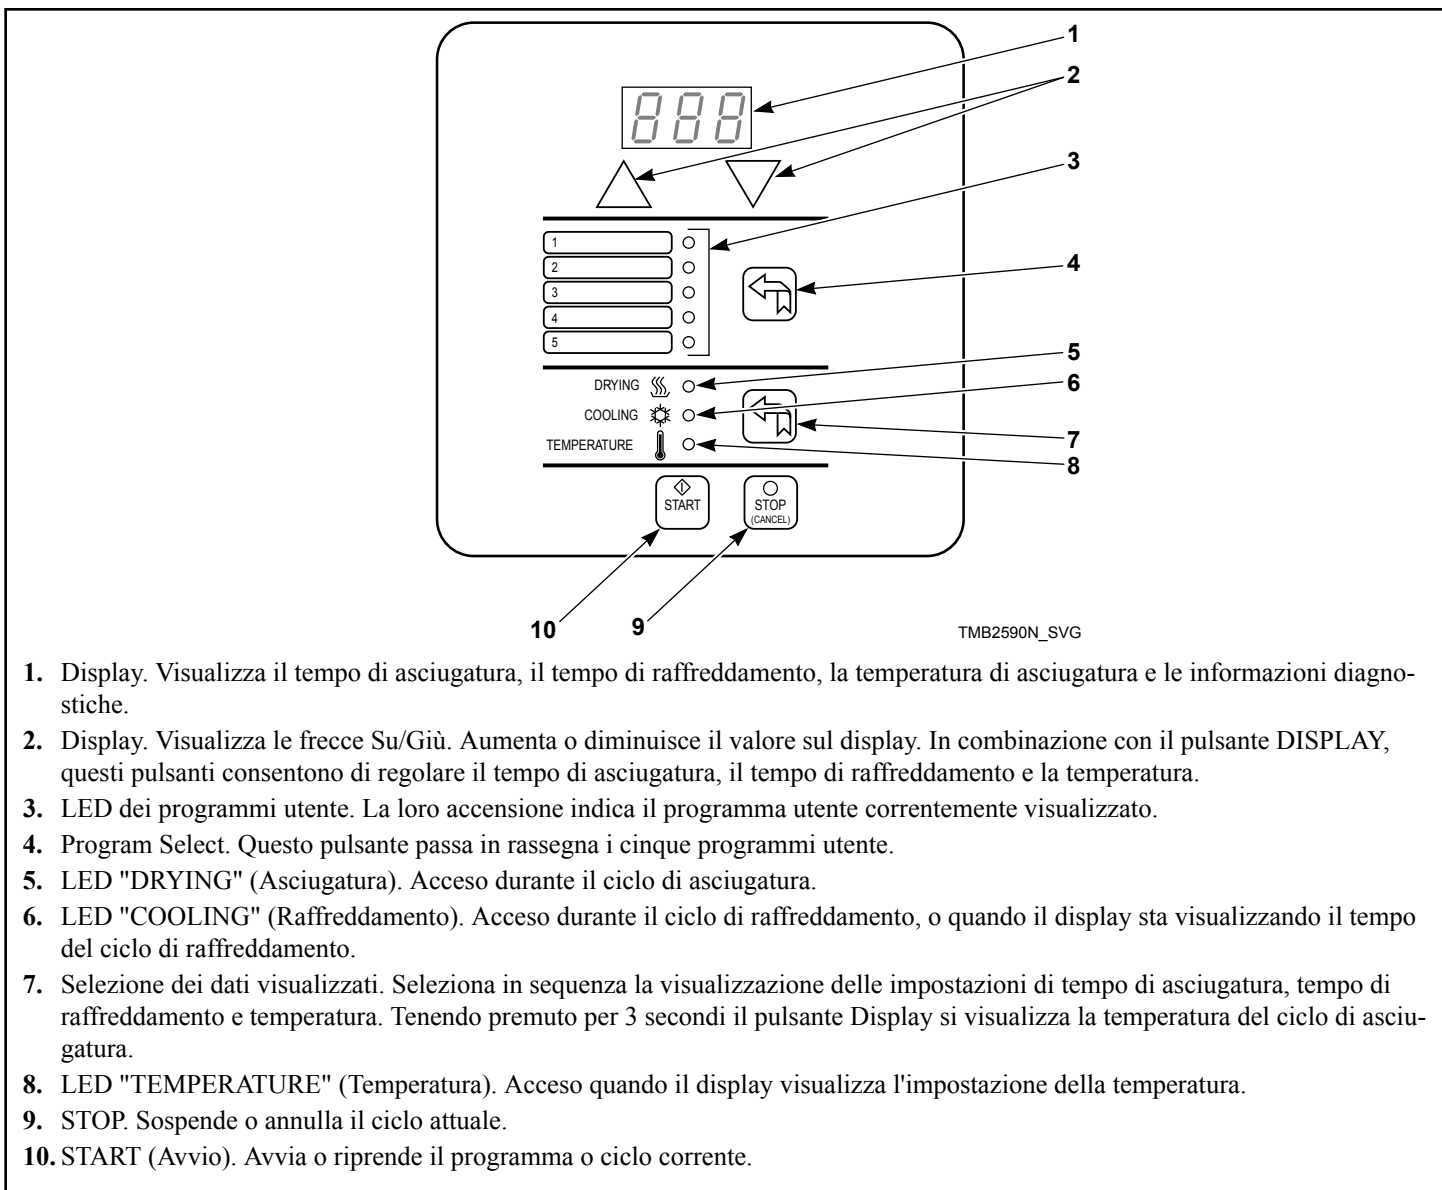 1
2
888
3
1
2
4
3
4
5
5
DRYING
6
COOLING
7
TEMPERATURE
8
START
STOP
(CANCEL)
10
9
TMB2590N_SVG
1. Display. Visualizza il tempo di asciugatura, il tempo di raffreddamento, la temperatura di asciugatura e le informazioni diagno-
stiche.
2. Display. Visualizza le frecce Su/Giù. Aumenta o diminuisce il valore sul display. In combinazione con il pulsante DISPLAY,
questi pulsanti consentono di regolare il tempo di asciugatura, il tempo di raffreddamento e la temperatura.
3. LED dei programmi utente. La loro accensione indica il programma utente correntemente visualizzato.
4. Program Select. Questo pulsante passa in rassegna i cinque programmi utente.
5. LED "DRYING" (Asciugatura). Acceso durante il ciclo di asciugatura.
6. LED "COOLING" (Raffreddamento). Acceso durante il ciclo di raffreddamento, o quando il display sta visualizzando il tempo
del ciclo di raffreddamento.
7. Selezione dei dati visualizzati. Seleziona in sequenza la visualizzazione delle impostazioni di tempo di asciugatura, tempo di
raffreddamento e temperatura. Tenendo premuto per 3 secondi il pulsante Display si visualizza la temperatura del ciclo di asciu-
gatura.
8. LED "TEMPERATURE" (Temperatura). Acceso quando il display visualizza l'impostazione della temperatura.
9. STOP. Sospende o annulla il ciclo attuale.
10. START (Avvio). Avvia o riprende il programma o ciclo corrente.